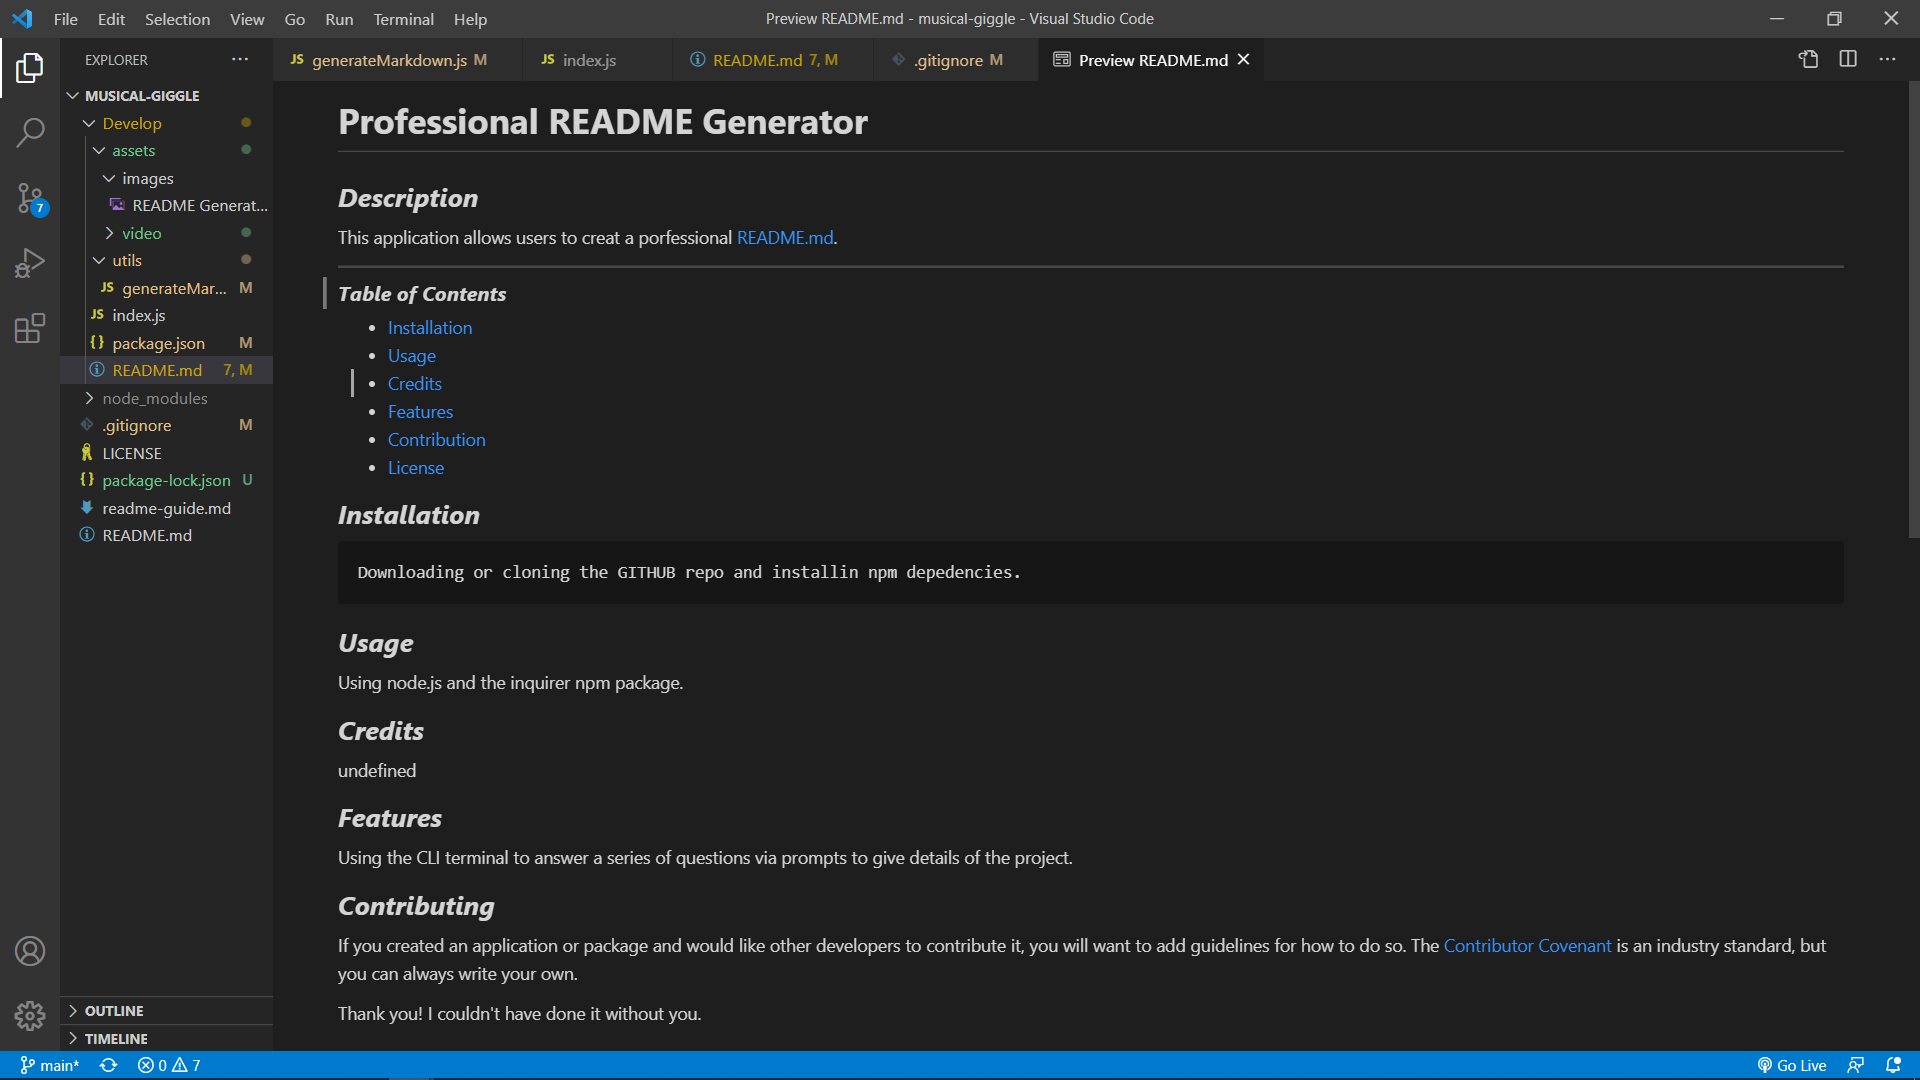 File Edit Selection View Go Run Terminal Help
Preview README.md - musical-giggle - Visual Studio Code
EXPLORER
JS generateMarkdown.js M
JS index.js
README.md 7, M
.gitignore M
Preview README.md
MUSICAL-GIGGLE
Develop
assets
images
README Generat...
video
utils
JS generateMar... M
JS index.js
{} package.json M
README.md 7, M
node_modules
.gitignore M
LICENSE
{} package-lock.json U
readme-guide.md
README.md
OUTLINE
TIMELINE
7
Professional README Generator
Description
This application allows users to creat a porfessional README.md.
Table of Contents
• Installation
• Usage
• Credits
• Features
• Contribution
• License
Installation
Downloading or cloning the GITHUB repo and installin npm depedencies.
Usage
Using node.js and the inquirer npm package.
Credits
undefined
Features
Using the CLI terminal to answer a series of questions via prompts to give details of the project.
Contributing
If you created an application or package and would like other developers to contribute it, you will want to add guidelines for how to do so. The Contributor Covenant is an industry standard, but
you can always write your own.
Thank you! I couldn't have done it without you.
main* 0 7
Go Live